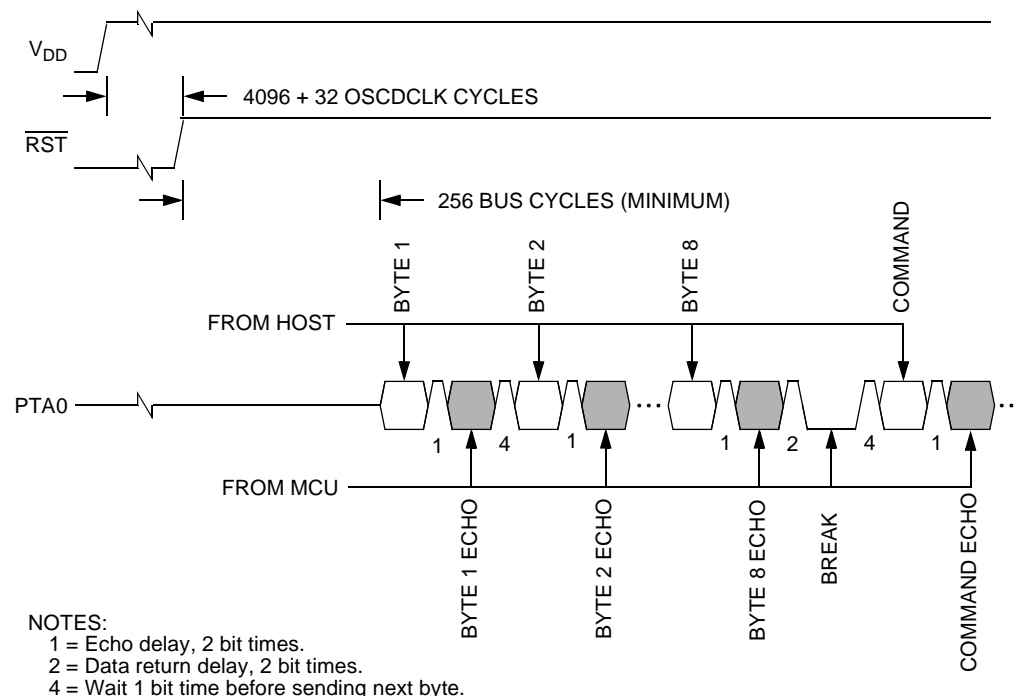 VDD
4096 + 32 OSCDCLK CYCLES
RST
256 BUS CYCLES (MINIMUM)
BYTE 1
BYTE 2
BYTE 8
COMMAND
FROM HOST
PTA0
...
..
1
4
1
1
2
4
1
FROM MCU
BYTE 1 ECHO
BYTE 2 ECHO
BYTE 8 ECHO
BREAK
COMMAND ECHO
NOTES:
1 = Echo delay, 2 bit times.
2 = Data return delay, 2 bit times.
4 = Wait 1 bit time before sending next byte.